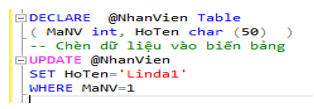 DECLARE @NhanVien Table
( MaNV int, HoTen char (50) )
-- Chèn dữ liệu vào biến bảng
UPDATE @NhanVien
SET HoTen='Linda1'
WHERE MaNV=1